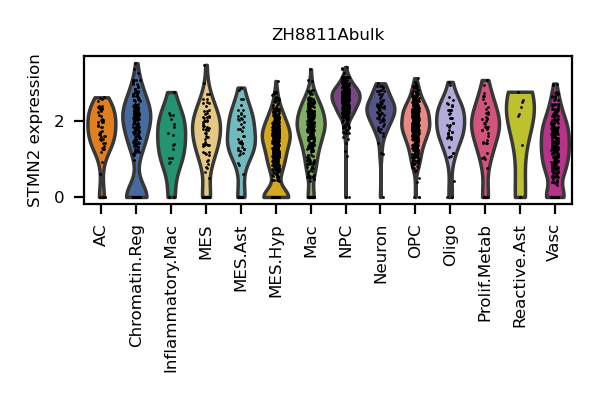 ZH8811Abulk
STMN2 expression
2
0
AC
Chromatin.Reg
Inflammatory.Mac
MES
MES.Ast
MES.Hyp
Mac
NPC
Neuron
OPC
Oligo
Prolif.Metab
Reactive.Ast
Vasc